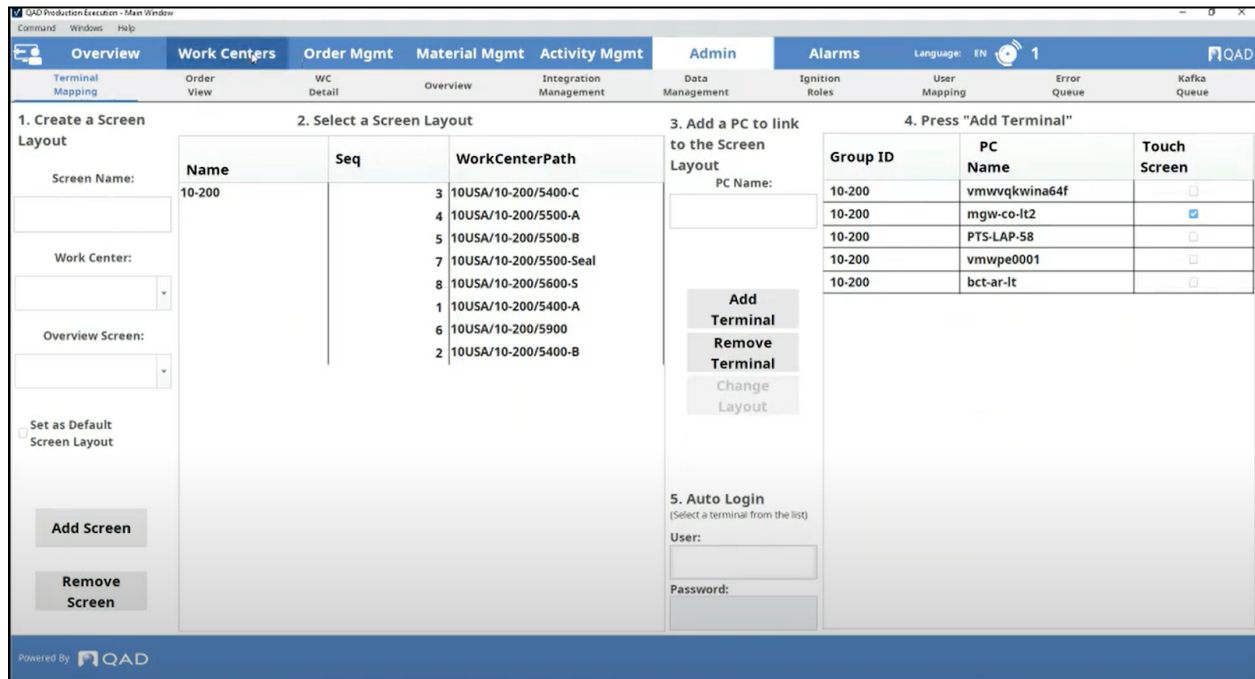 QAD Production Execution - Main Window
Command Windows Help
Overview Work Centers Order Mgmt Material Mgmt Activity Mgmt Admin Alarms Language: EN 1 QAD
Terminal Mapping
Order View
WC Detail
Overview
Integration Management
Data Management
Ignition Roles
User Mapping
Error Queue
Kafka Queue
1. Create a Screen
Layout
Screen Name:
Work Center:
Overview Screen:
Set as Default
Screen Layout
Add Screen
Remove
Screen
2. Select a Screen Layout
Name Seq WorkCenterPath
10-200 3 10USA/10-200/5400-C
4 10USA/10-200/5500-A
5 10USA/10-200/5500-B
7 10USA/10-200/5500-Seal
8 10USA/10-200/5600-S
1 10USA/10-200/5400-A
6 10USA/10-200/5900
2 10USA/10-200/5400-B
3. Add a PC to link
to the Screen
Layout
PC Name:
Add
Terminal
Remove
Terminal
Change
Layout
5. Auto Login
(Select a terminal from the list)
User:
Password:
4. Press "Add Terminal"
Group ID PC Name Touch Screen
10-200 vmwvqkwina64f
10-200 mgw-co-lt2
10-200 PTS-LAP-58
10-200 vmwpe0001
10-200 bct-ar-lt
Powered By QAD